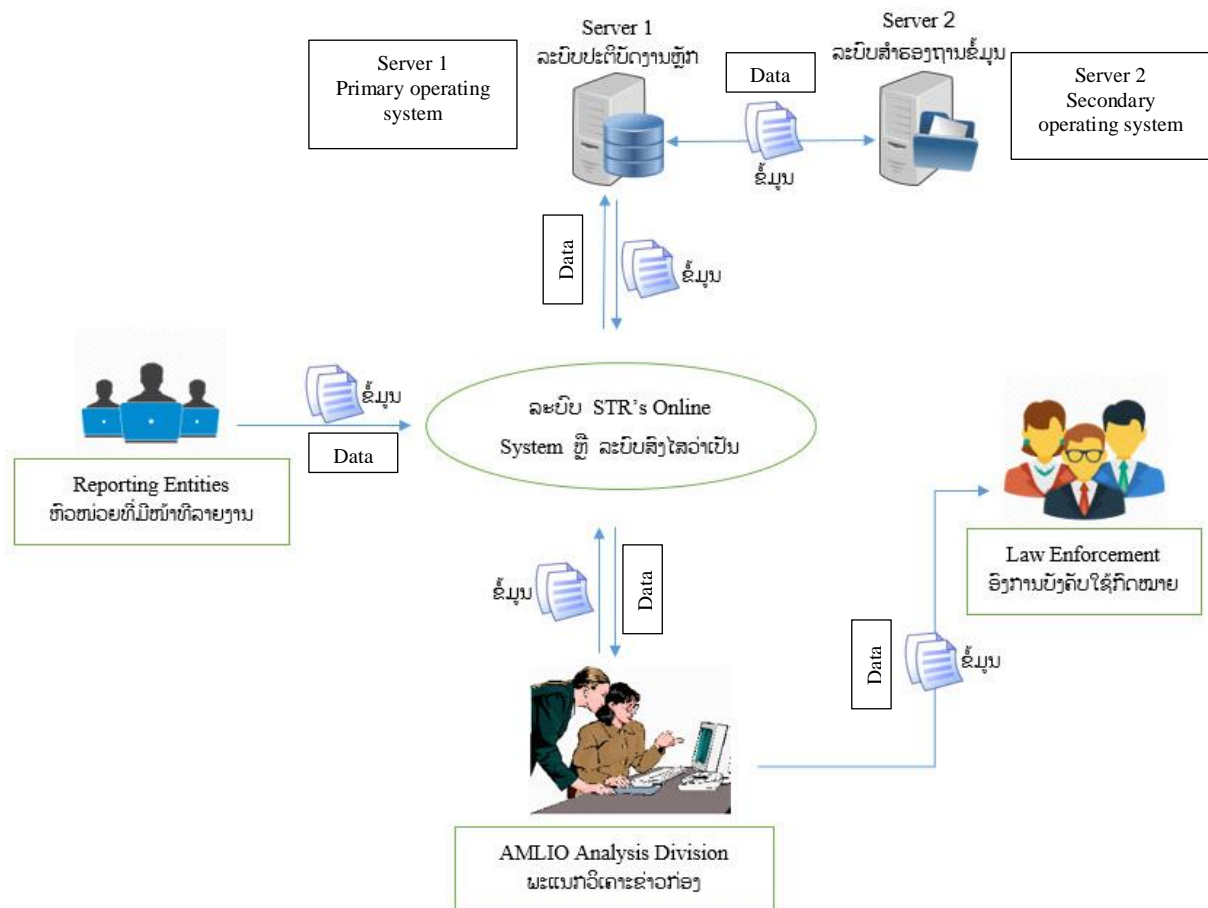 Server 1
ລະບົບປະຕິບັດງານຫຼັກ
Server 2
ລະບົບສຳຮອງຖານຂໍ້ມູນ
Server 1
Primary operating
system
Data
Server 2
Secondary
operating system
ຂໍ້ມູນ
Data
ຂໍ້ມູນ
ຂໍ້ມູນ
Data
ລະບົບ STR's Online
System ຫຼື ລະບົບສົງໄສວ່າເປັນ
Reporting Entities
ຫົວໜ່ວຍທີ່ມີໜ້າທີ່ລາຍງານ
ຂໍ້ມູນ
Data
Law Enforcement
ອົງການບັງຄັບໃຊ້ກົດໝາຍ
Data
ຂໍ້ມູນ
AMLIO Analysis Division
ພະແນກວິເຄາະຂ່າວກ່ອງ